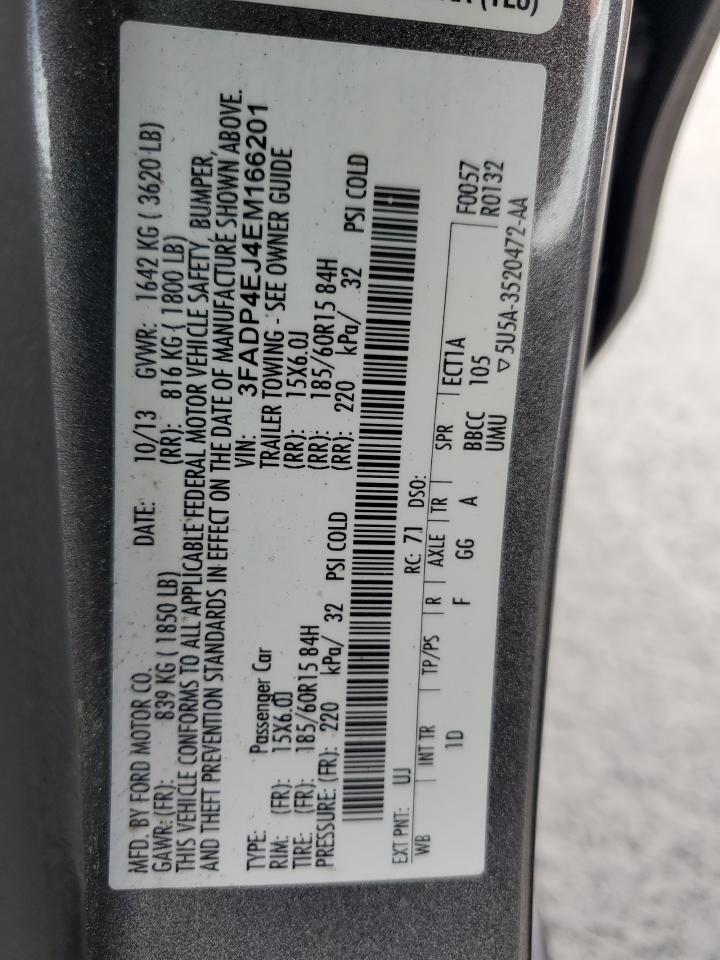 MFD. BY FORD MOTOR CO. DATE: 10/13 GVWR: 1642 KG ( 3620 LB)
GAWR: (FR): 839 KG ( 1850 LB) (RR): 816 KG ( 1800 LB)
THIS VEHICLE CONFORMS TO ALL APPLICABLE FEDERAL MOTOR VEHICLE SAFETY, BUMPER,
AND THEFT PREVENTION STANDARDS IN EFFECT ON THE DATE OF MANUFACTURE SHOWN ABOVE.
VIN: 3FADP4EJ4EM166201
TYPE: Passenger Car TRAILER TOWING - SEE OWNER GUIDE
RIM: (FR): 15X6.0J (RR): 15X6.0J
TIRE: (FR): 185/60R15 84H (RR): 185/60R15 84H
PRESSURE: (FR): 220 kPa/ 32 PSI COLD (RR): 220 kPa/ 32 PSI COLD
EXT PNT: UJ RC: 71 DSO: F0057
WB INT TR TP/PS R AXLE TR SPR ECT1A R0132
1D F GG A BBCC 105
UMU ▽5U5A-3520472-AA